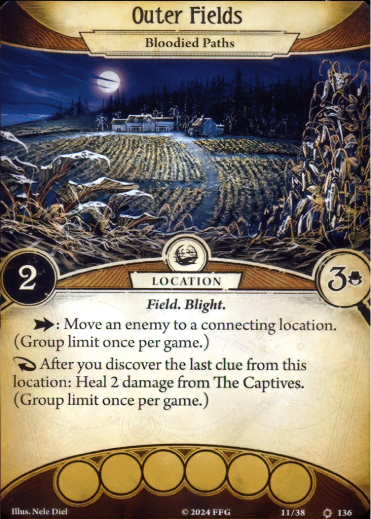 Outer Fields
Bloodied Paths
2
LOCATION
3
Field. Blight.
: Move an enemy to a connecting location.
(Group limit once per game.)
After you discover the last clue from this
location: Heal 2 damage from The Captives.
(Group limit once per game.)
Illus. Nele Diel © 2024 FFG 11/38 136